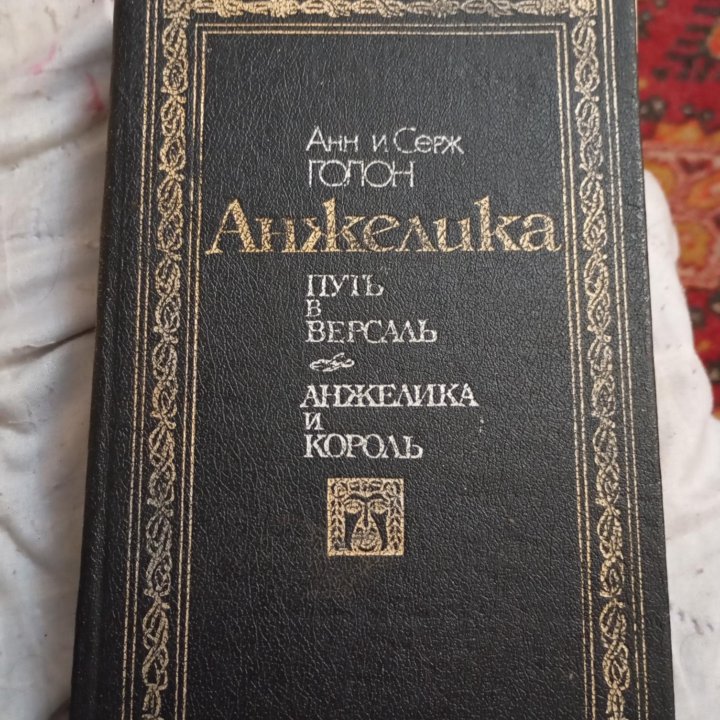 Анн и Серж
ГОЛОН
Анжелика
ПУТЬ
В
ВЕРСАЛЬ
АНЖЕЛИКА
И
КОРОЛЬ